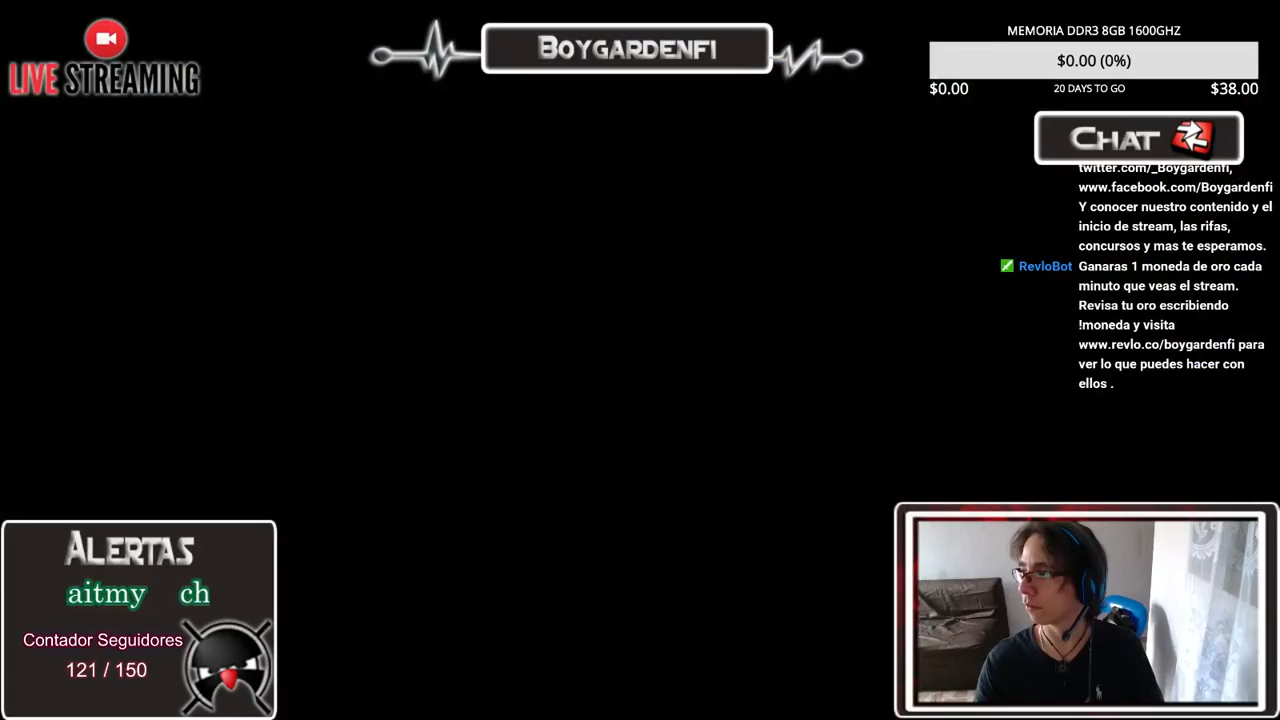 LIVE STREAMING
BOYGARDENFI
MEMORIA DDR3 8GB 1600GHZ
$0.00 (0%)
$0.00 20 DAYS TO GO $38.00
CHAT
twitter.com/_Boygardenfi,
www.facebook.com/Boygardenfi
Y conocer nuestro contenido y el
inicio de stream, las rifas,
concursos y mas te esperamos.
RevloBot Ganaras 1 moneda de oro cada
minuto que veas el stream.
Revisa tu oro escribiendo
!moneda y visita
www.revlo.co/boygardenfi para
ver lo que puedes hacer con
ellos .
ALERTAS
aitmy ch
Contador Seguidores
121 / 150